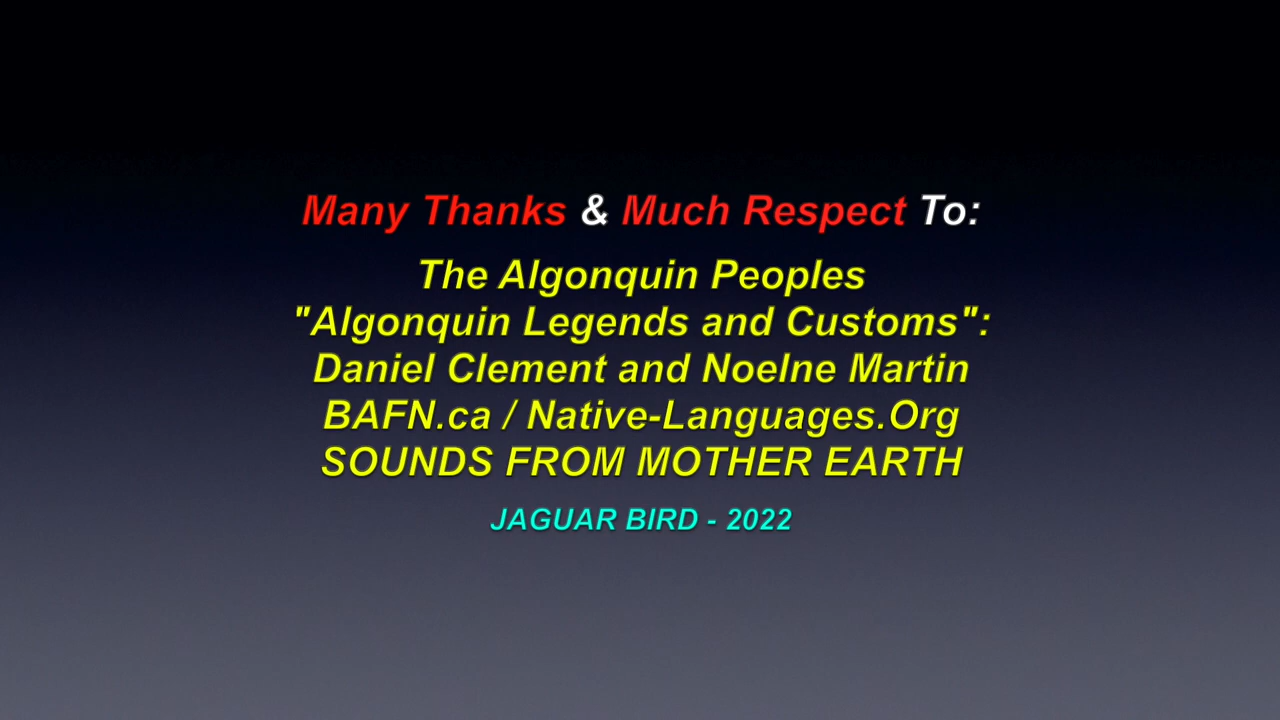 Many Thanks & Much Respect To:
The Algonquin Peoples
"Algonquin Legends and Customs":
Daniel Clement and Noelne Martin
BAFN.ca / Native-Languages.Org
SOUNDS FROM MOTHER EARTH
JAGUAR BIRD - 2022